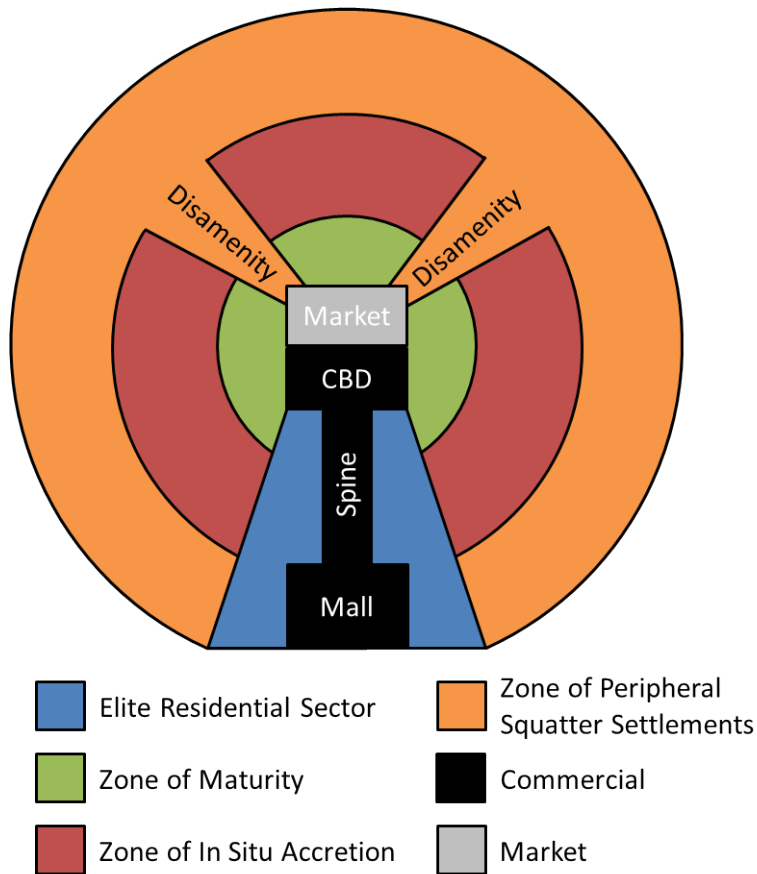 Disamenity
Disamenity
Market
CBD
Spine
Mall
Elite Residential Sector
Zone of Maturity
Zone of In Situ Accretion
Zone of Peripheral
Squatter Settlements
Commercial
Market